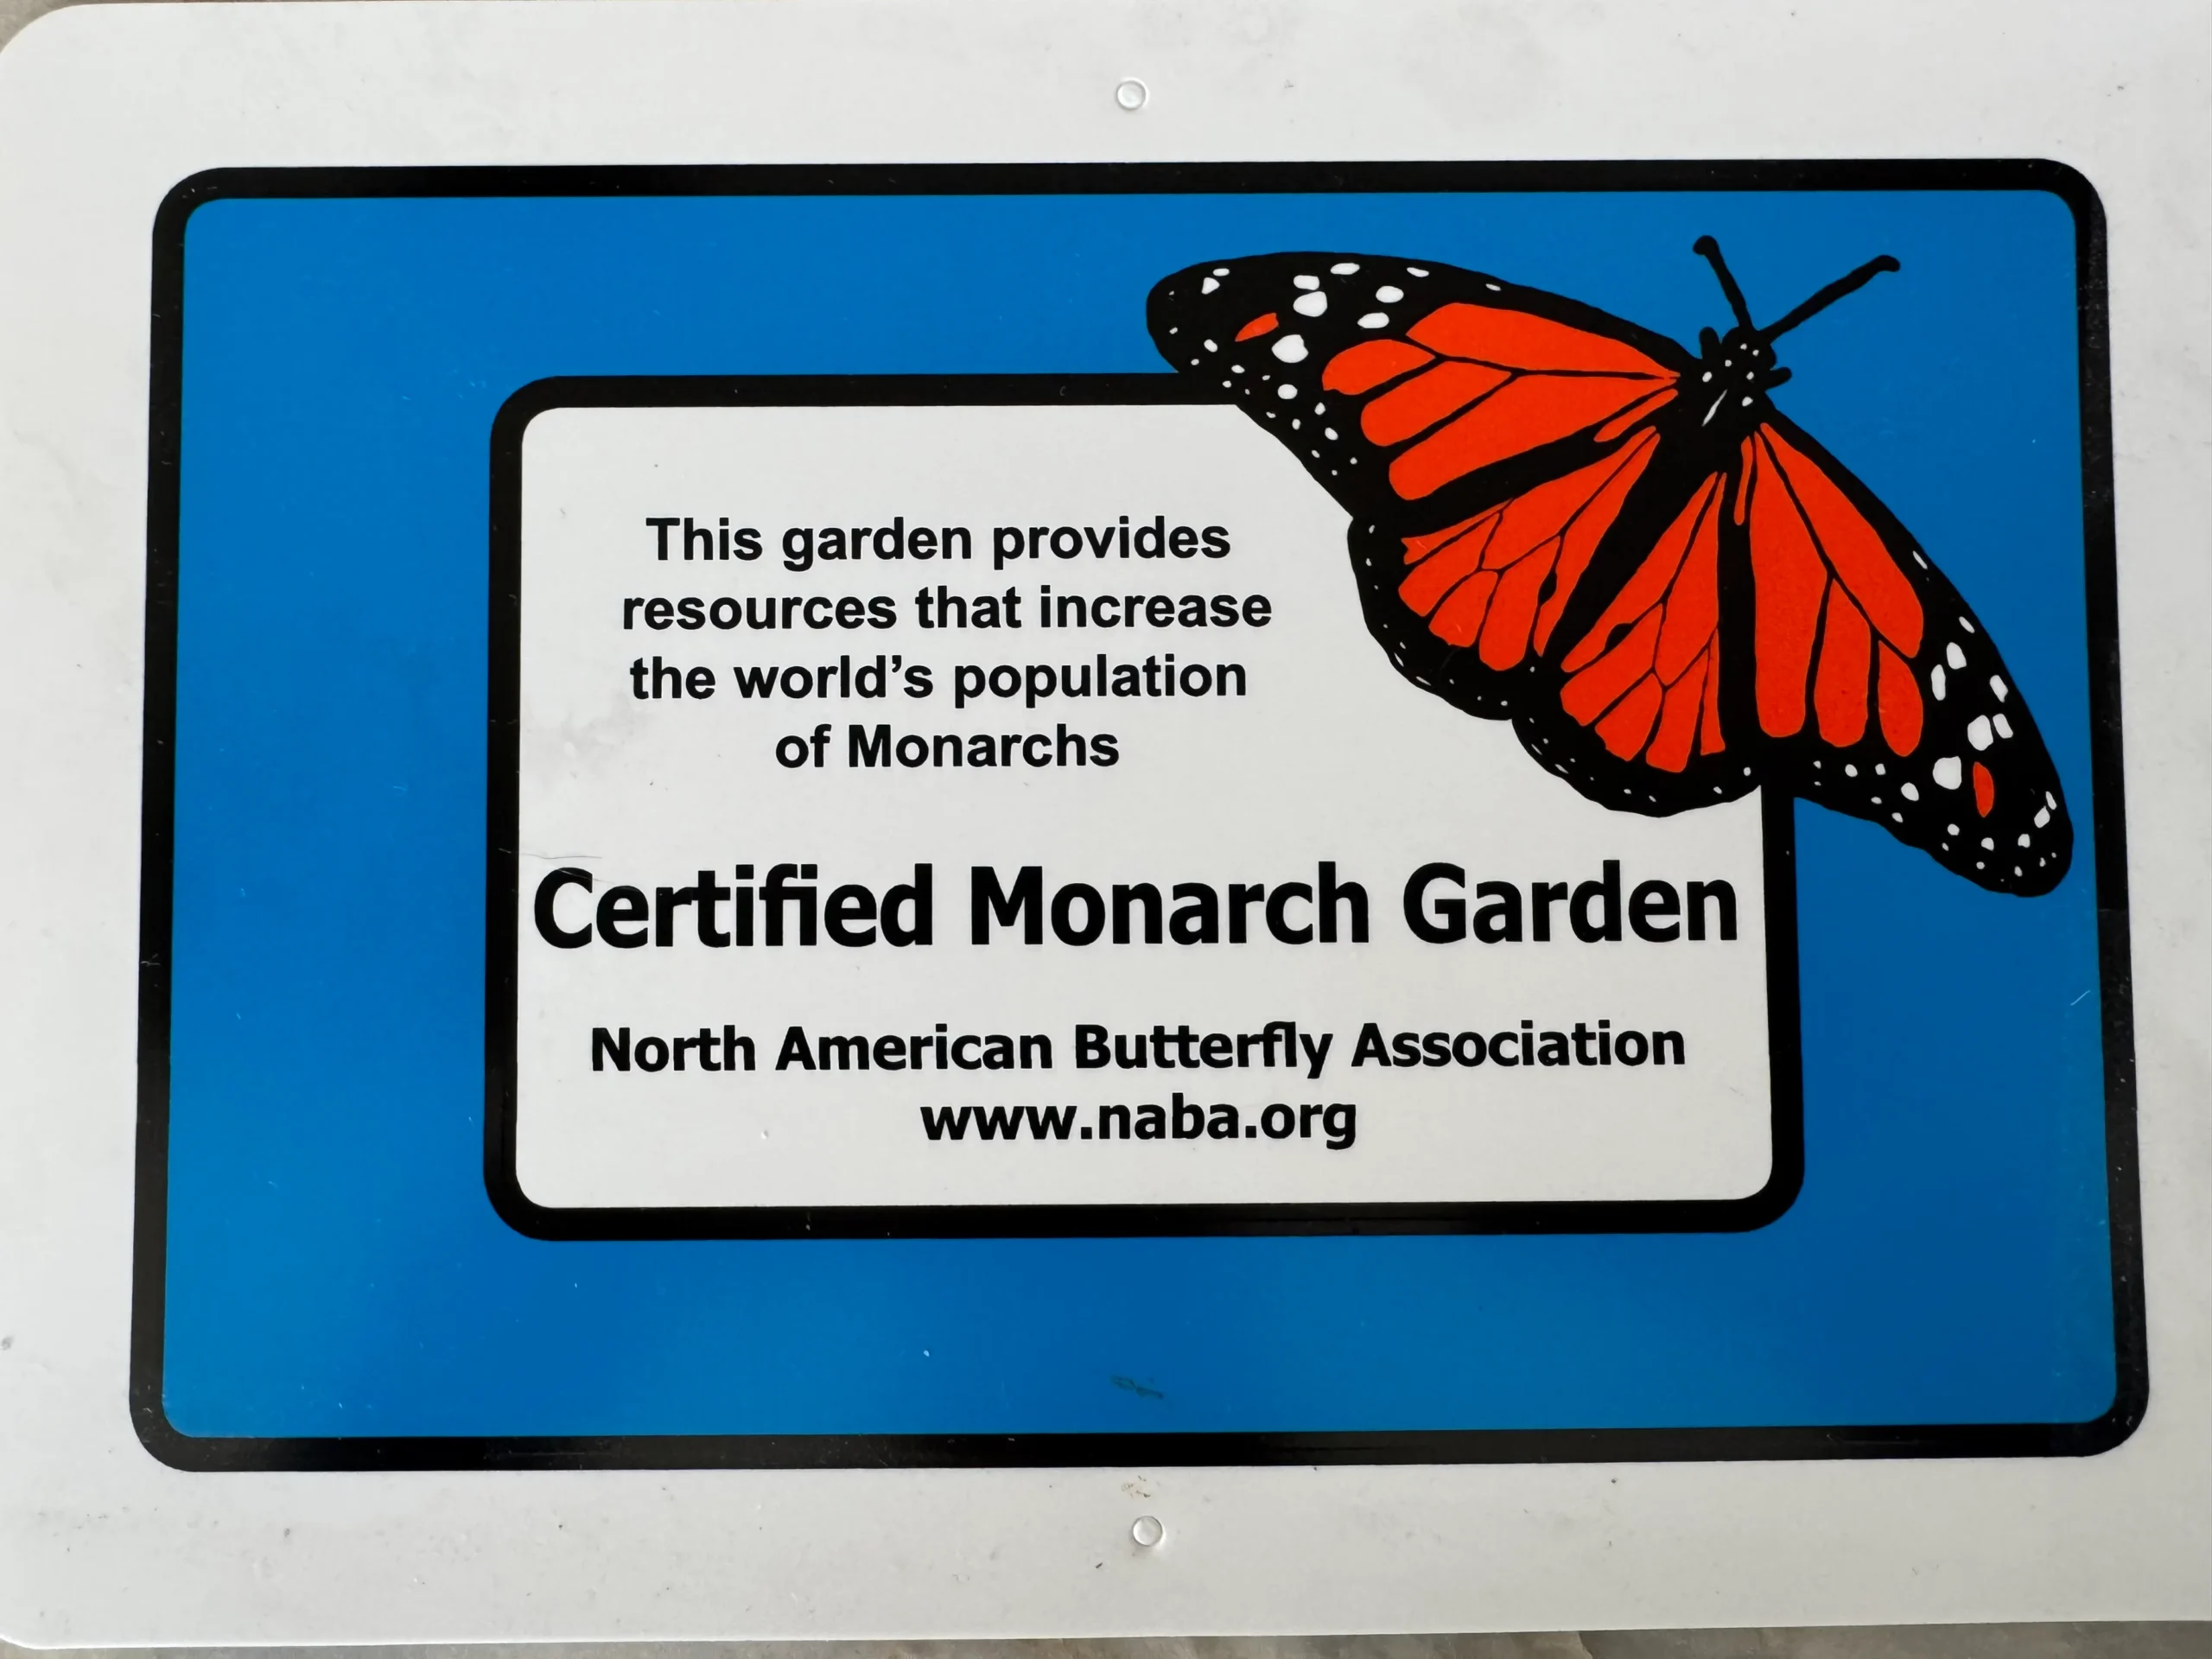 This garden provides
resources that increase
the world’s population
of Monarchs
Certified Monarch Garden
North American Butterfly Association
www.naba.org